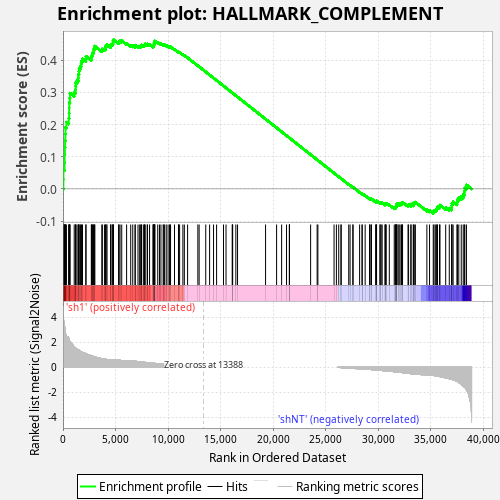 Enrichment plot: HALLMARK_COMPLEMENT
Enrichment score (ES)
0.4
0.3
0.2
0.1
0.0
-0.1
'sh1' (positively correlated)
Ranked list metric (Signal2Noise)
4
2
0
-2
-4
Zero cross at 13388
'shNT' (negatively correlated)
0
5,000
10,000
15,000
20,000
25,000
30,000
35,000
40,000
Rank in Ordered Dataset
Enrichment profile
Hits
Ranking metric scores